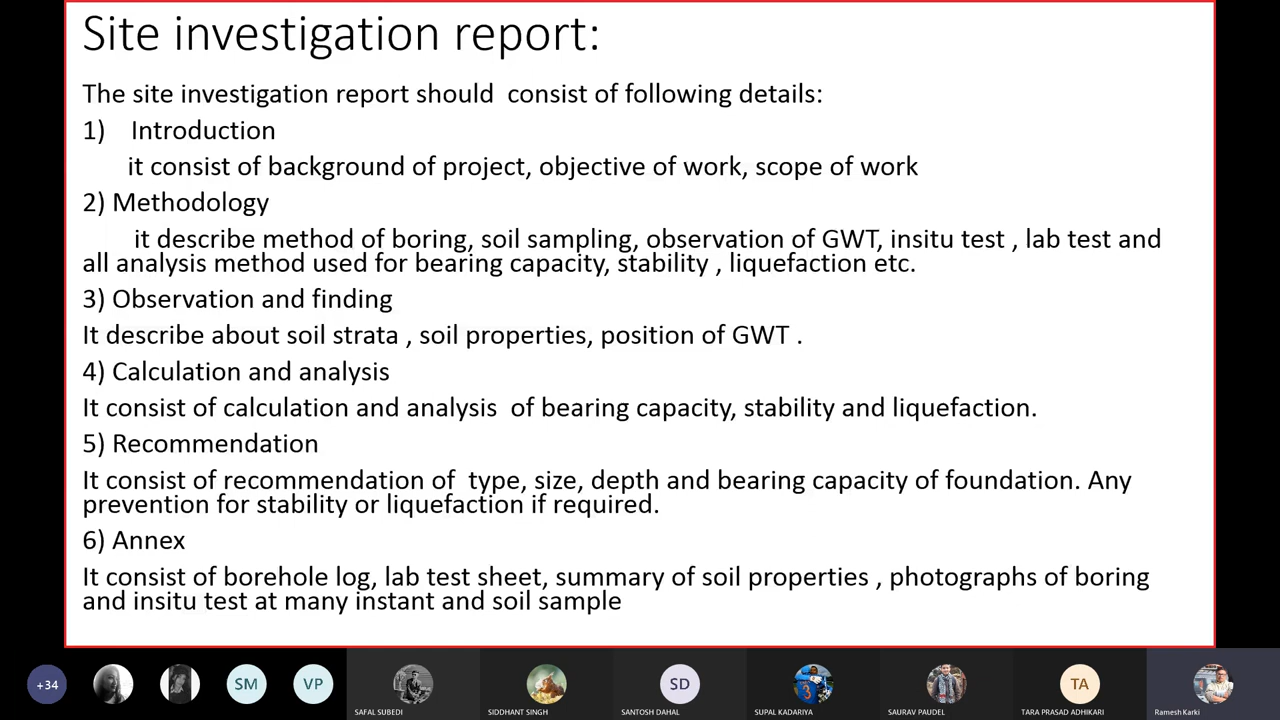 Site investigation report:
The site investigation report should  consist of following details:
1)   Introduction
it consist of background of project, objective of work, scope of work
2) Methodology
it describe method of boring, soil sampling, observation of GWT, insitu test , lab test and
all analysis method used for bearing capacity, stability , liquefaction etc.
3) Observation and finding
It describe about soil strata , soil properties, position of GWT .
4) Calculation and analysis
It consist of calculation and analysis  of bearing capacity, stability and liquefaction.
5) Recommendation
It consist of recommendation of  type, size, depth and bearing capacity of foundation. Any
prevention for stability or liquefaction if required.
6) Annex
It consist of borehole log, lab test sheet, summary of soil properties , photographs of boring
and insitu test at many instant and soil sample
+34 SM VP SD 3 TA
SAFAL SUBEDI SIDDHANT SINGH SANTOSH DAHAL SUPAL KADARIYA SAURAV PAUDEL TARA PRASAD ADHIKARI Ramesh Karki